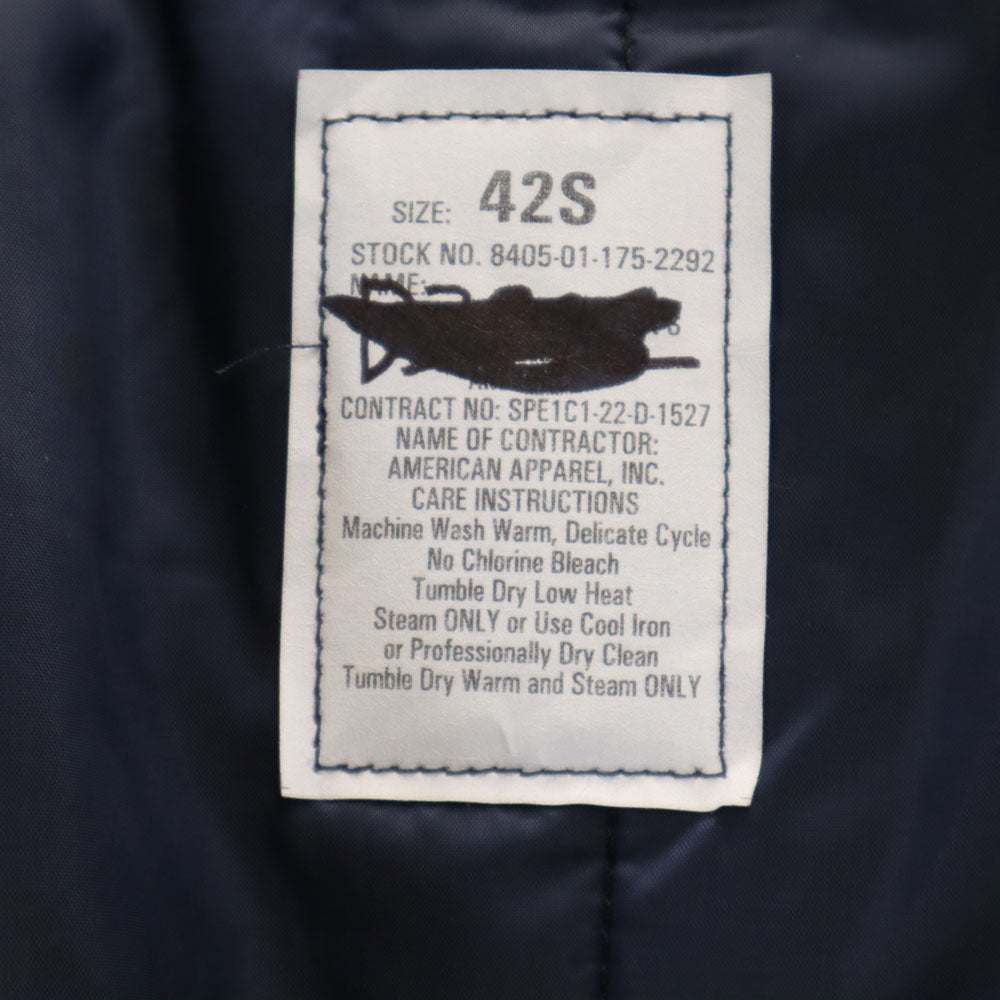 SIZE: 42S
STOCK NO. 8405-01-175-2292
NAME:
CONTRACT NO: SPE1C1-22-D-1527
NAME OF CONTRACTOR:
AMERICAN APPAREL, INC.
CARE INSTRUCTIONS
Machine Wash Warm, Delicate Cycle
No Chlorine Bleach
Tumble Dry Low Heat
Steam ONLY or Use Cool Iron
or Professionally Dry Clean
Tumble Dry Warm and Steam ONLY